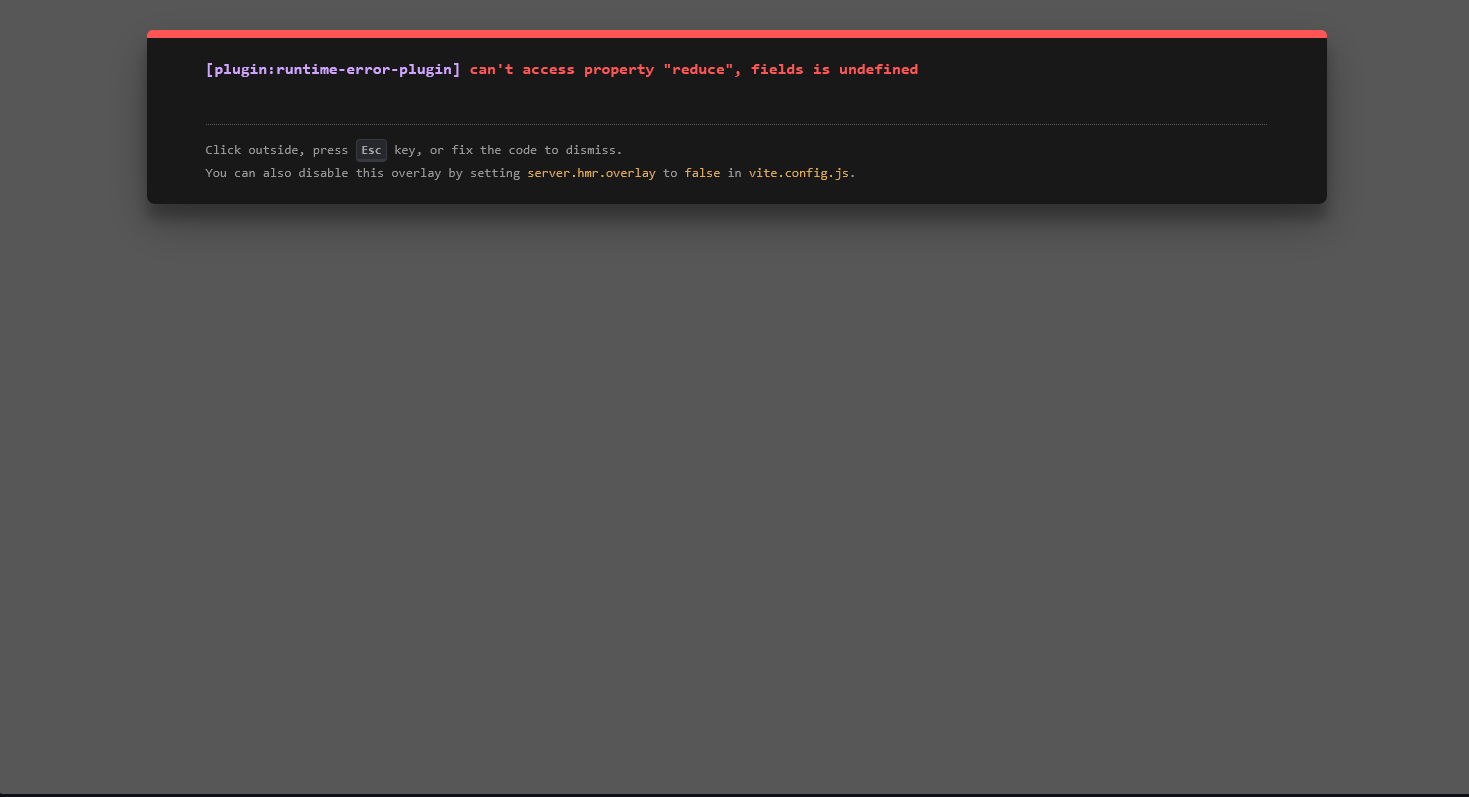 [plugin:runtime-error-plugin] can't access property "reduce", fields is undefined
Click outside, press Esc key, or fix the code to dismiss.
You can also disable this overlay by setting server.hmr.overlay to false in vite.config.js.